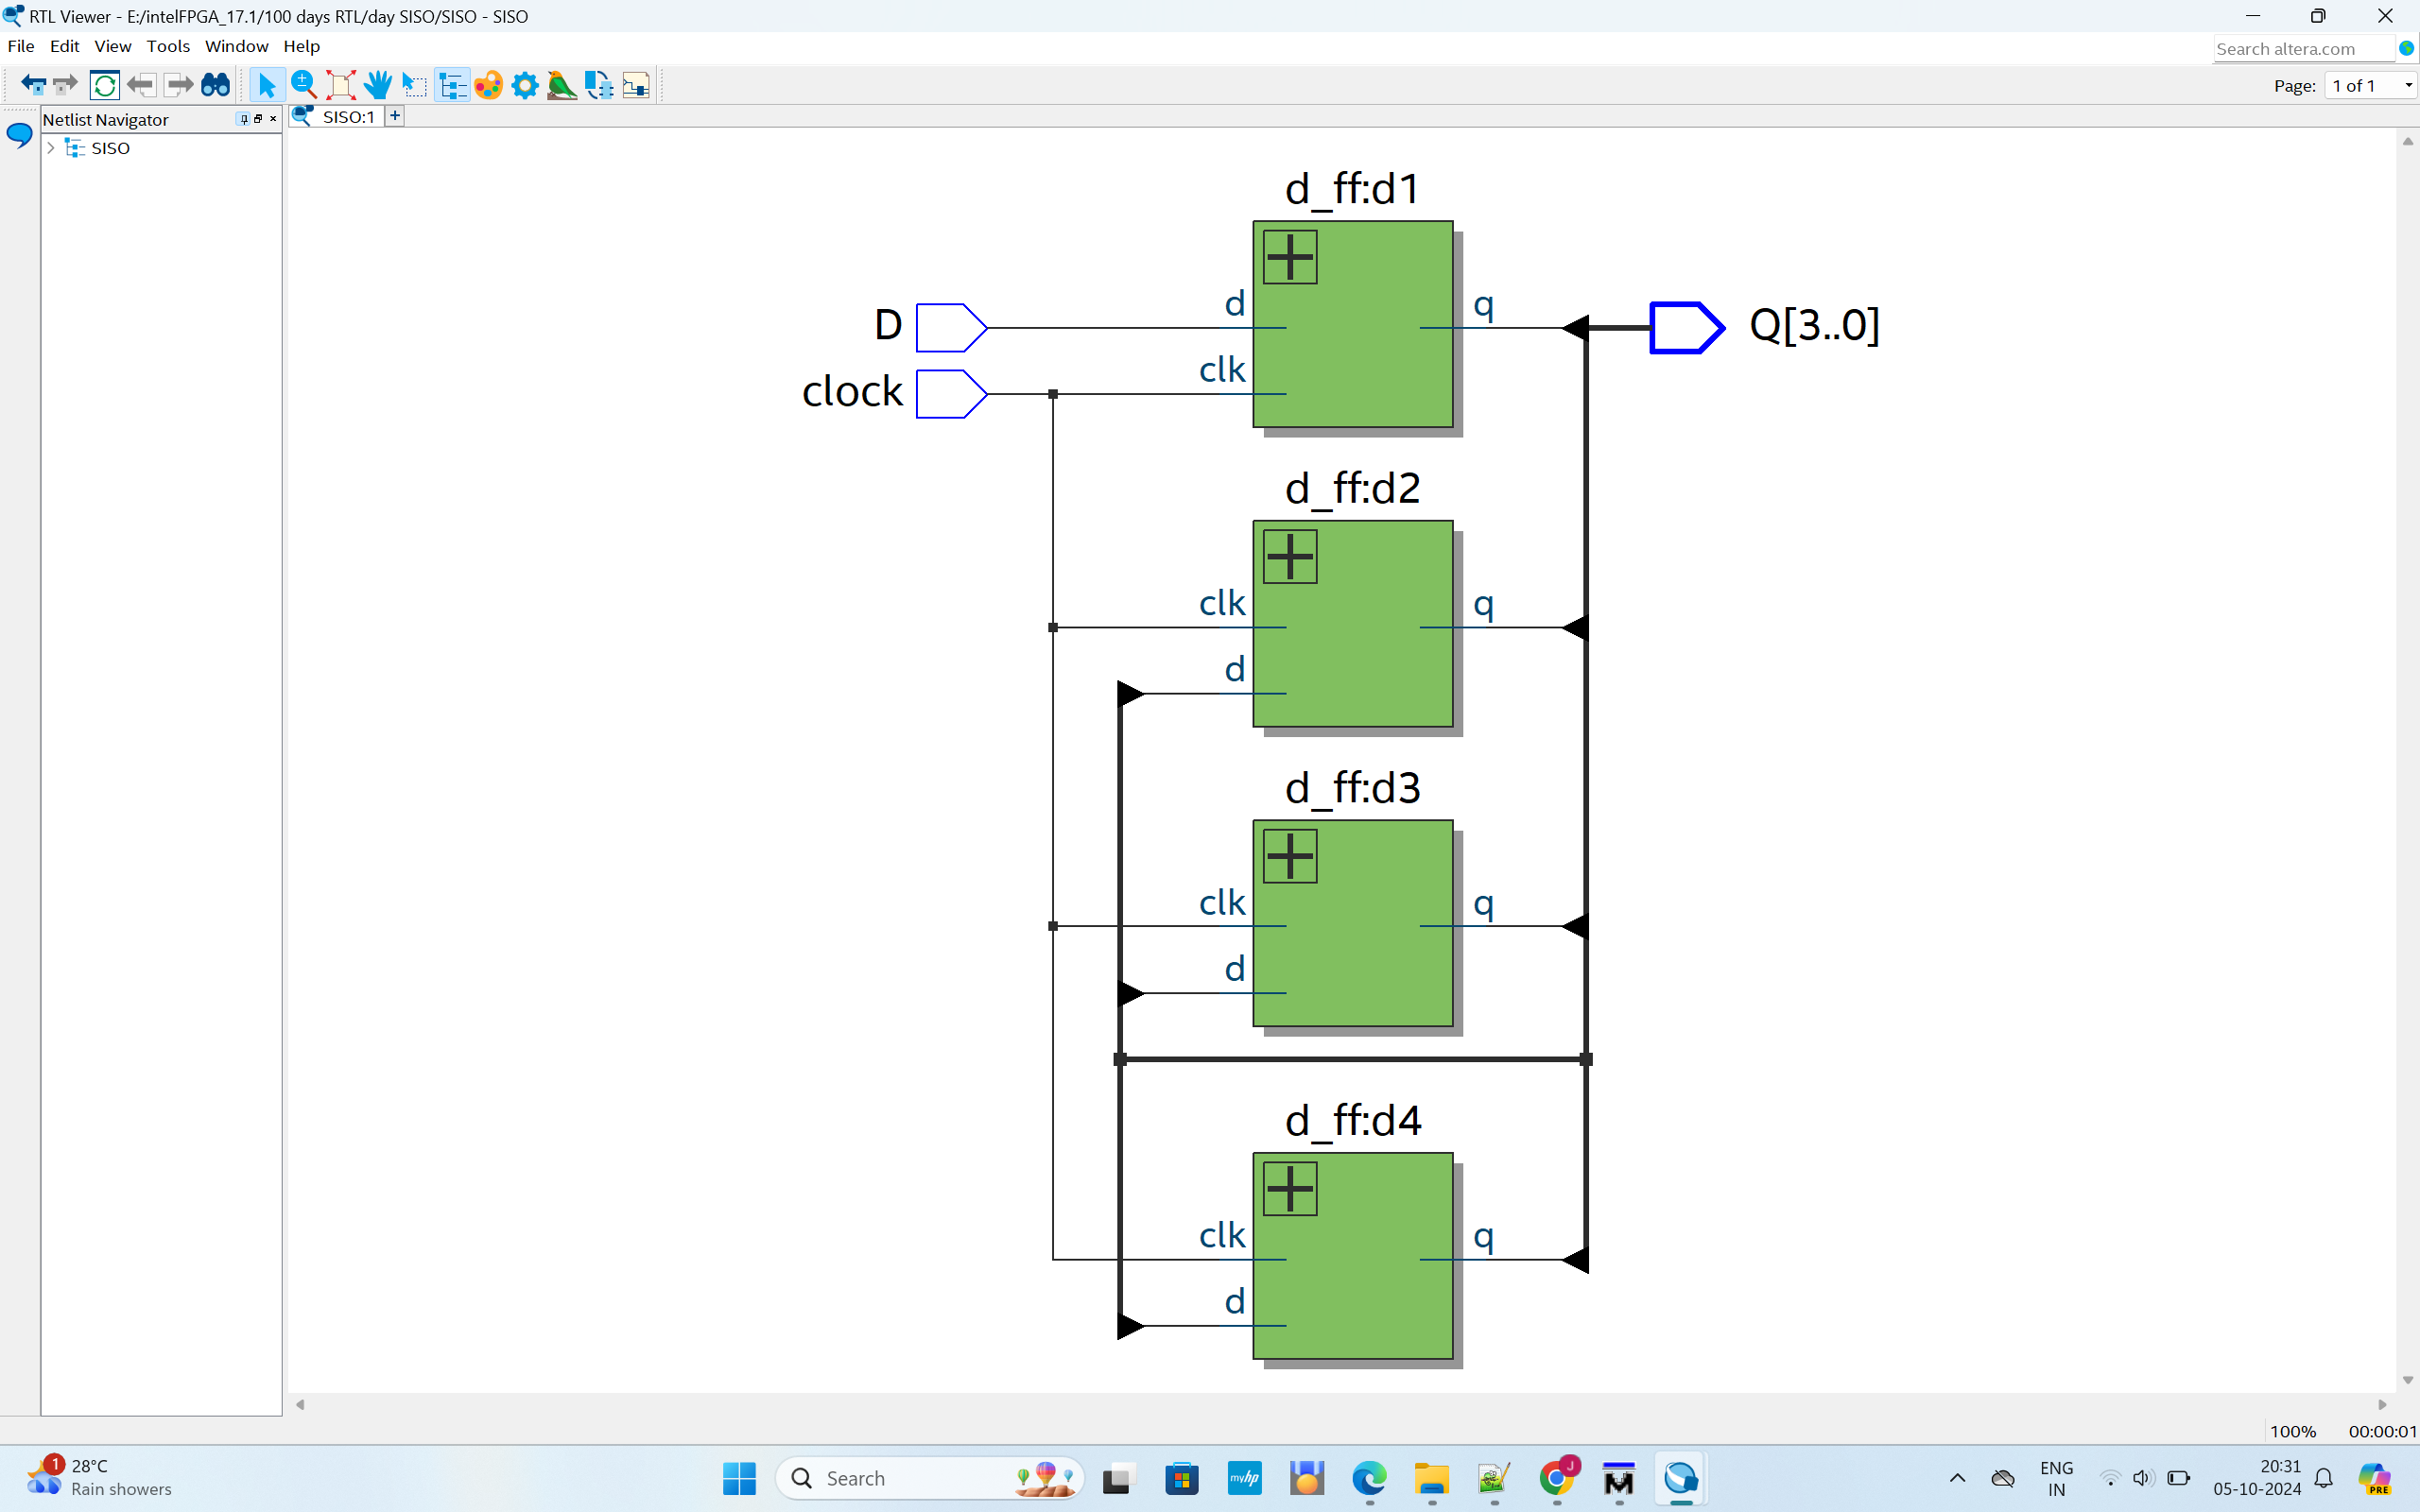 RTL Viewer - E:/intelFPGA_17.1/100 days RTL/day SISO/SISO - SISO
File Edit View Tools Window Help
Search altera.com
Page: 1 of 1
Netlist Navigator
SISO:1
SISO
d_ff:d1
d
q
D
Q[3..0]
clk
clock
d_ff:d2
clk
q
d
d_ff:d3
clk
q
d
d_ff:d4
clk
q
d
100% 00:00:01
1
28°C
Rain showers
Search
myhp
J
ENG
IN
20:31
05-10-2024
PRE